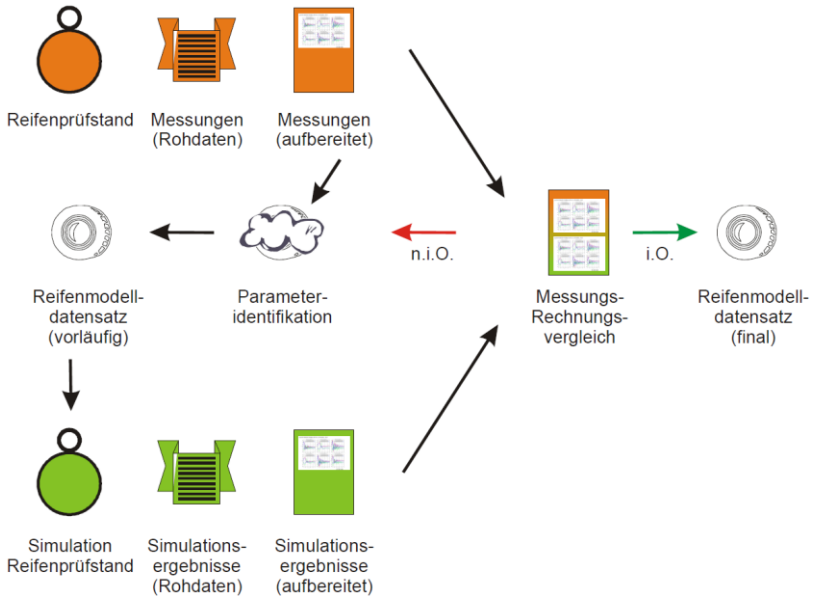 Reifenprüfstand
Messungen
(Rohdaten)
Messungen
(aufbereitet)
n.i.O.
i.O.
Reifenmodell-
datensatz
(vorläufig)
Parameter-
identifikation
Messungs-
Rechnungs-
vergleich
Reifenmodell-
datensatz
(final)
Simulation
Reifenprüfstand
Simulations-
ergebnisse
(Rohdaten)
Simulations-
ergebnisse
(aufbereitet)